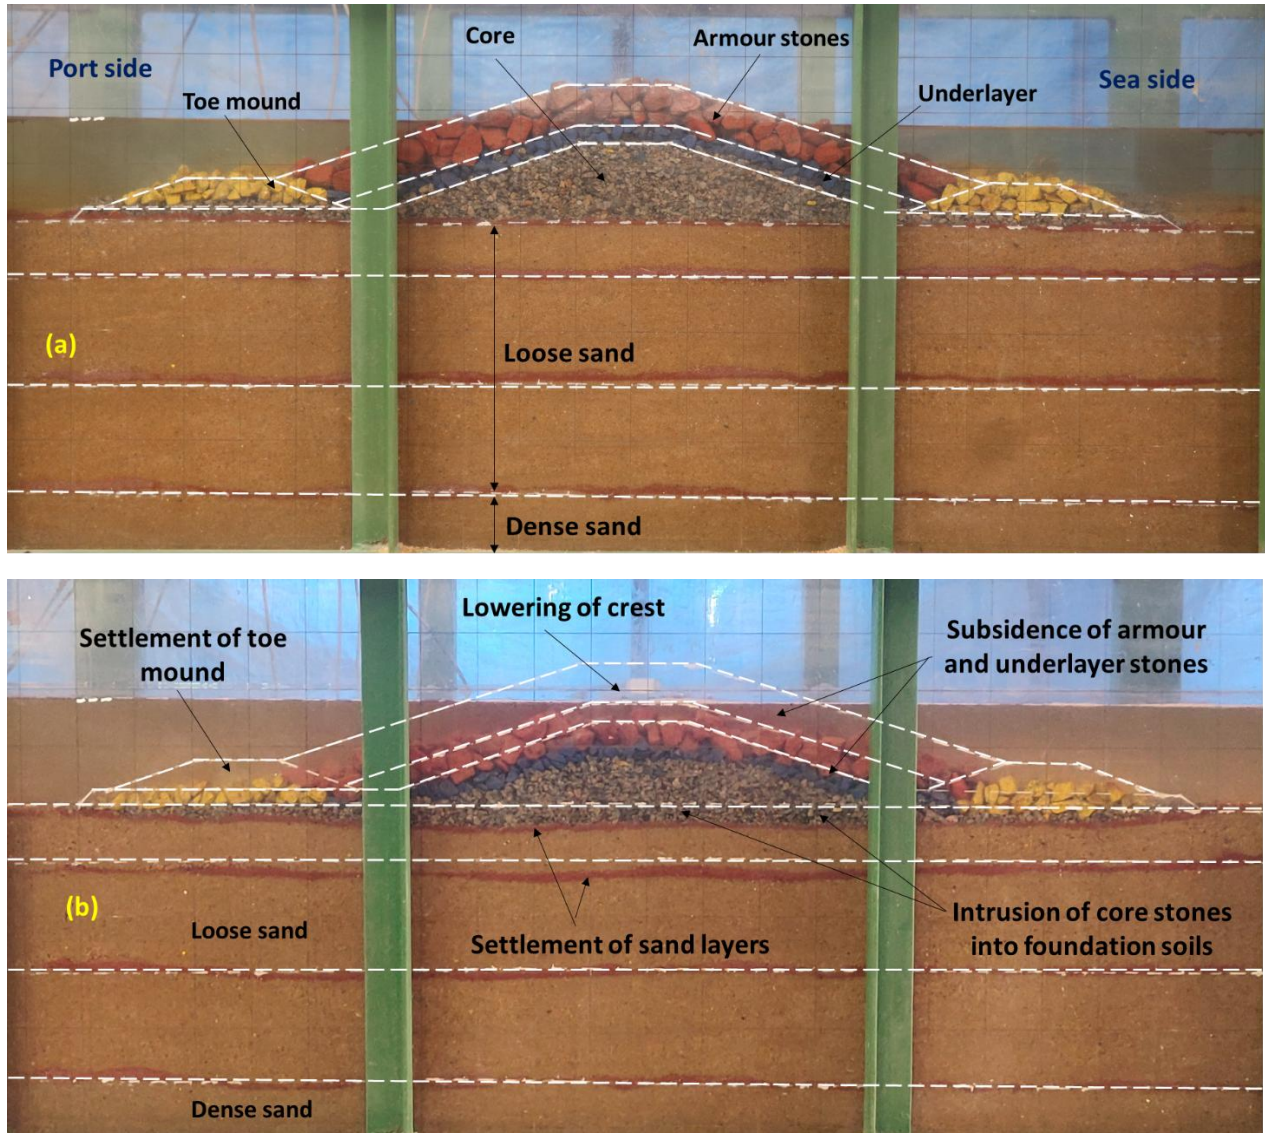 Core
Armour stones
Port side
Sea side
Toe mound
Underlayer
(a)
Loose sand
Dense sand
Lowering of crest
Settlement of toe
mound
Subsidence of armour
and underlayer stones
(b)
Loose sand
Settlement of sand layers
Intrusion of core stones
into foundation soils
Dense sand